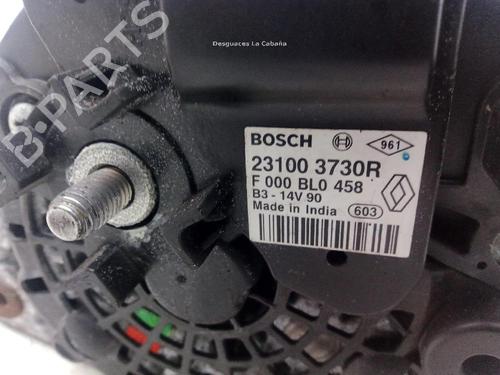 Desguaces La Cabaña
B-PARTS
BOSCH
961
23100 3730R
F 000 BL0 458
B3 - 14V 90
Made in India
603